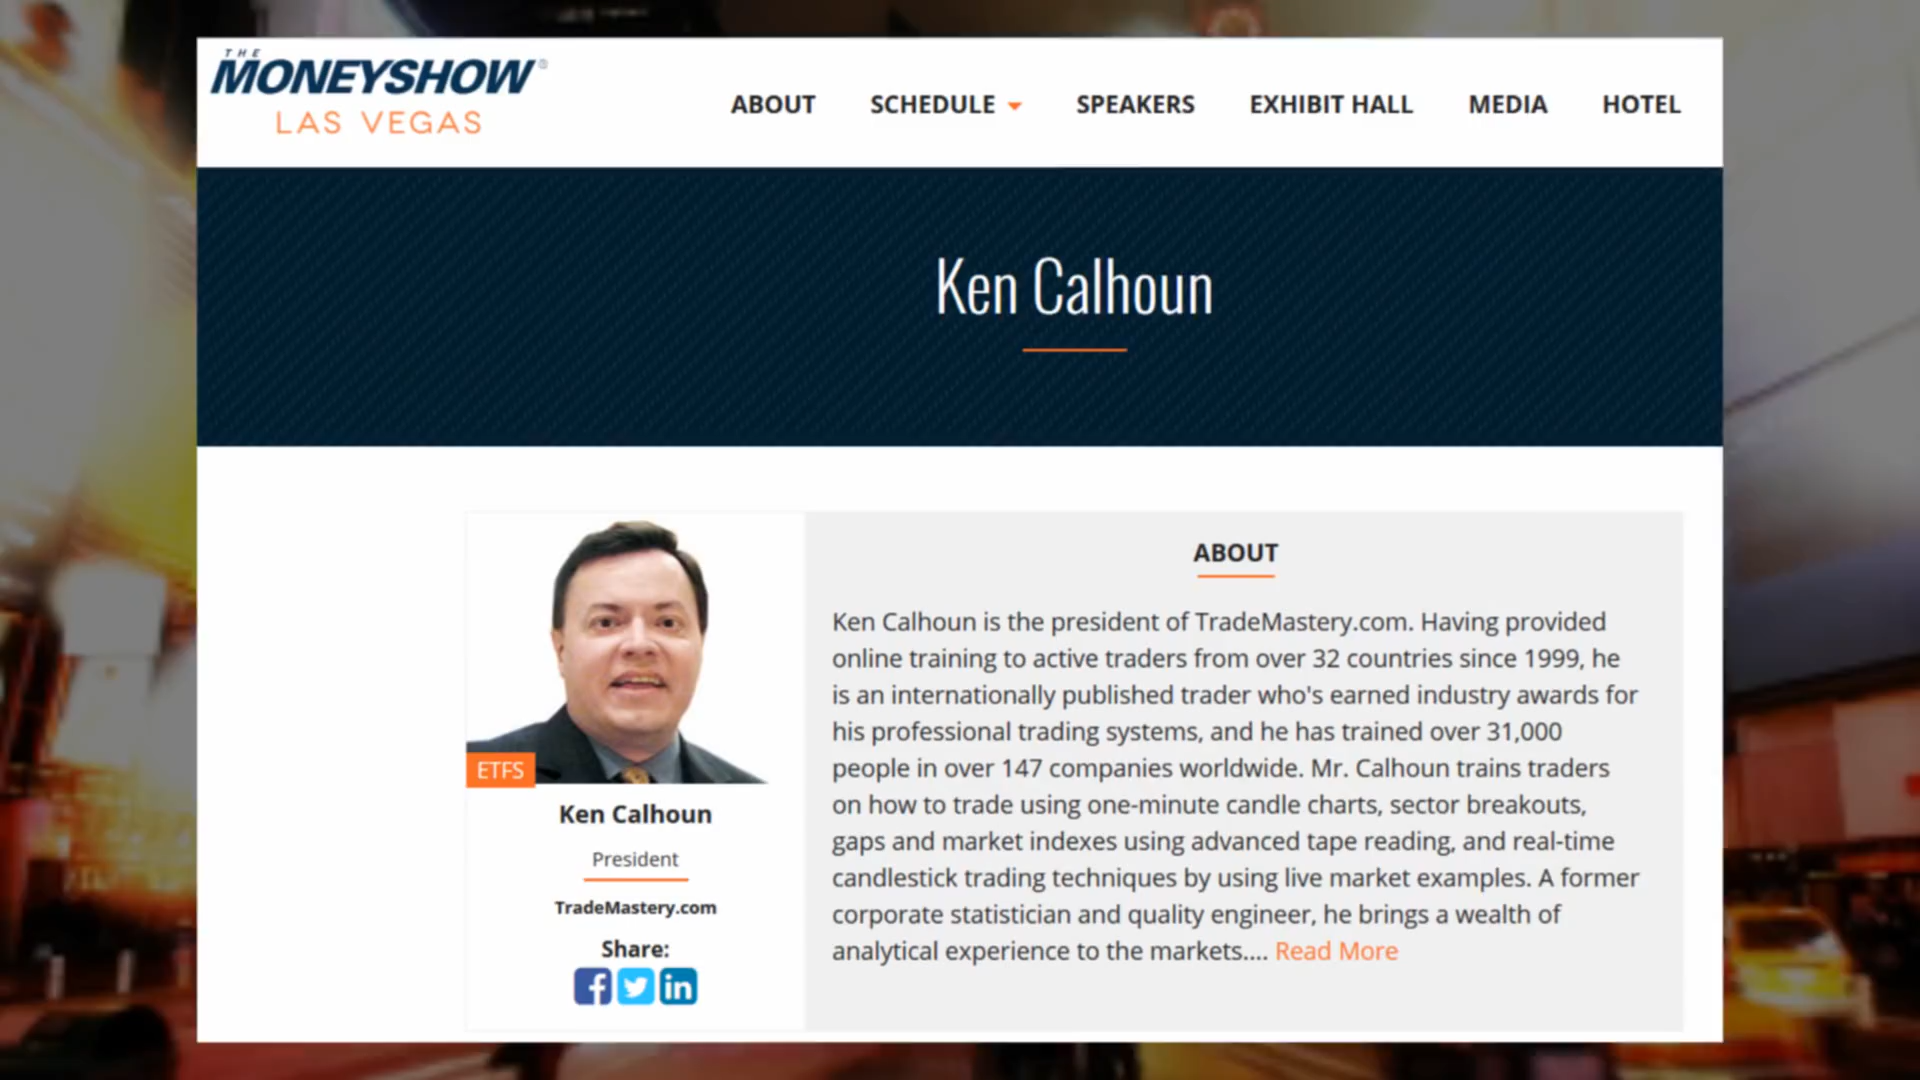 THE
MONEYSHOW®
LAS VEGAS
ABOUT
SCHEDULE
SPEAKERS
EXHIBIT HALL
MEDIA
HOTEL
Ken Calhoun
ETFS
Ken Calhoun
President
TradeMastery.com
Share:
ABOUT
Ken Calhoun is the president of TradeMastery.com. Having provided
online training to active traders from over 32 countries since 1999, he
is an internationally published trader who's earned industry awards for
his professional trading systems, and he has trained over 31,000
people in over 147 companies worldwide. Mr. Calhoun trains traders
on how to trade using one-minute candle charts, sector breakouts,
gaps and market indexes using advanced tape reading, and real-time
candlestick trading techniques by using live market examples. A former
corporate statistician and quality engineer, he brings a wealth of
analytical experience to the markets.... Read More